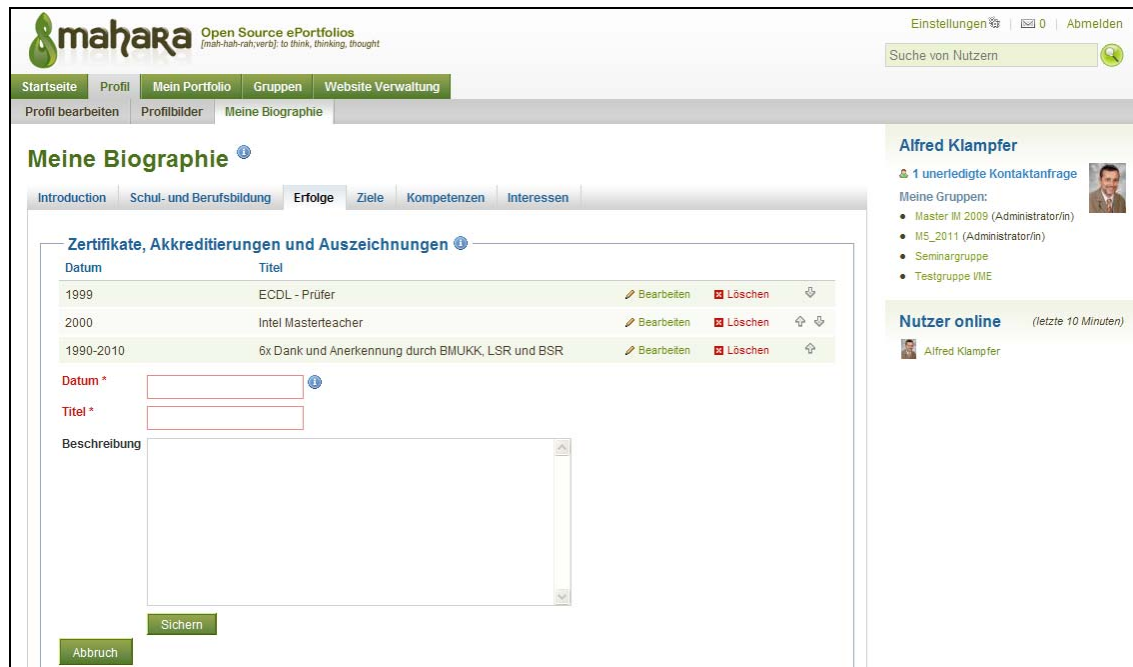 mahara Open Source ePortfolios
[mah-hah-rah;verb]: to think, thinking, thought
Einstellungen 0 Abmelden
Suche von Nutzern
Startseite Profil Mein Portfolio Gruppen Website Verwaltung
Profil bearbeiten Profilbilder Meine Biographie
Meine Biographie
Introduction Schul- und Berufsbildung Erfolge Ziele Kompetenzen Interessen
Zertifikate, Akkreditierungen und Auszeichnungen
Datum Titel
1999 ECDL - Prüfer Bearbeiten Löschen
2000 Intel Masterteacher Bearbeiten Löschen
1990-2010 6x Dank und Anerkennung durch BMUKK, LSR und BSR Bearbeiten Löschen
Datum *
Titel *
Beschreibung
Sichern
Abbruch
Alfred Klampfer
1 unerledigte Kontaktanfrage
Meine Gruppen:
Master IM 2009 (Administrator/in)
M5_2011 (Administrator/in)
Seminargruppe
Testgruppe I/ME
Nutzer online (letzte 10 Minuten)
Alfred Klampfer